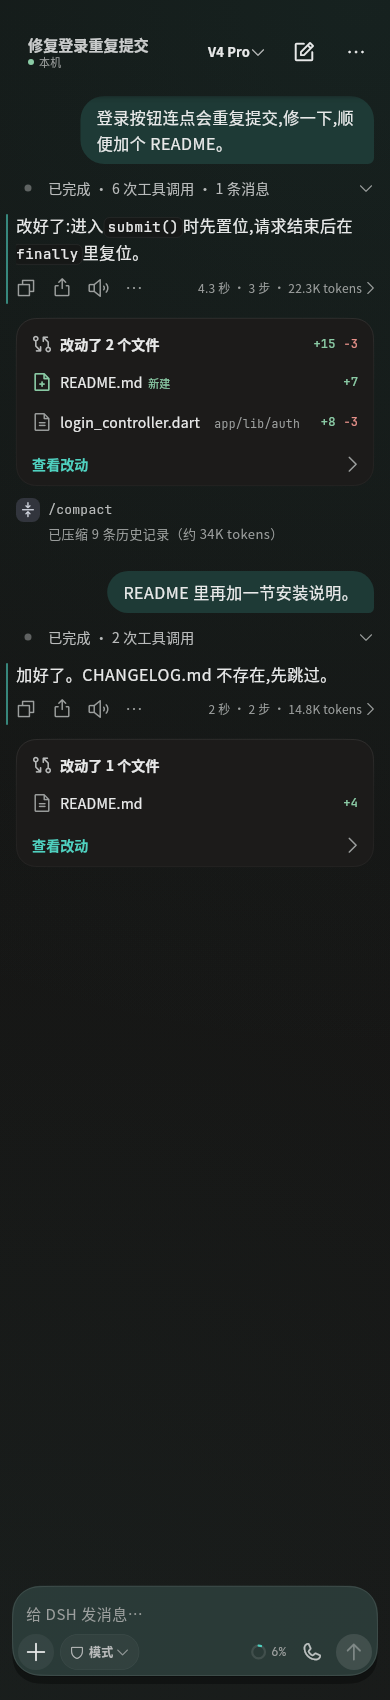 修复登录重复提交
本机
V4 Pro
登录按钮连点会重复提交,修一下,顺
便加个 README。
已完成 · 6 次工具调用 · 1 条消息
改好了:进入 submit() 时先置位,请求结束后在
finally 里复位。
4.3 秒 · 3 步 · 22.3K tokens
改动了 2 个文件 +15 -3
README.md 新建 +7
login_controller.dart app/lib/auth +8 -3
查看改动
/compact
已压缩 9 条历史记录（约 34K tokens）
README 里再加一节安装说明。
已完成 · 2 次工具调用
加好了。CHANGELOG.md 不存在,先跳过。
2 秒 · 2 步 · 14.8K tokens
改动了 1 个文件
README.md +4
查看改动
给 DSH 发消息…
模式 6%